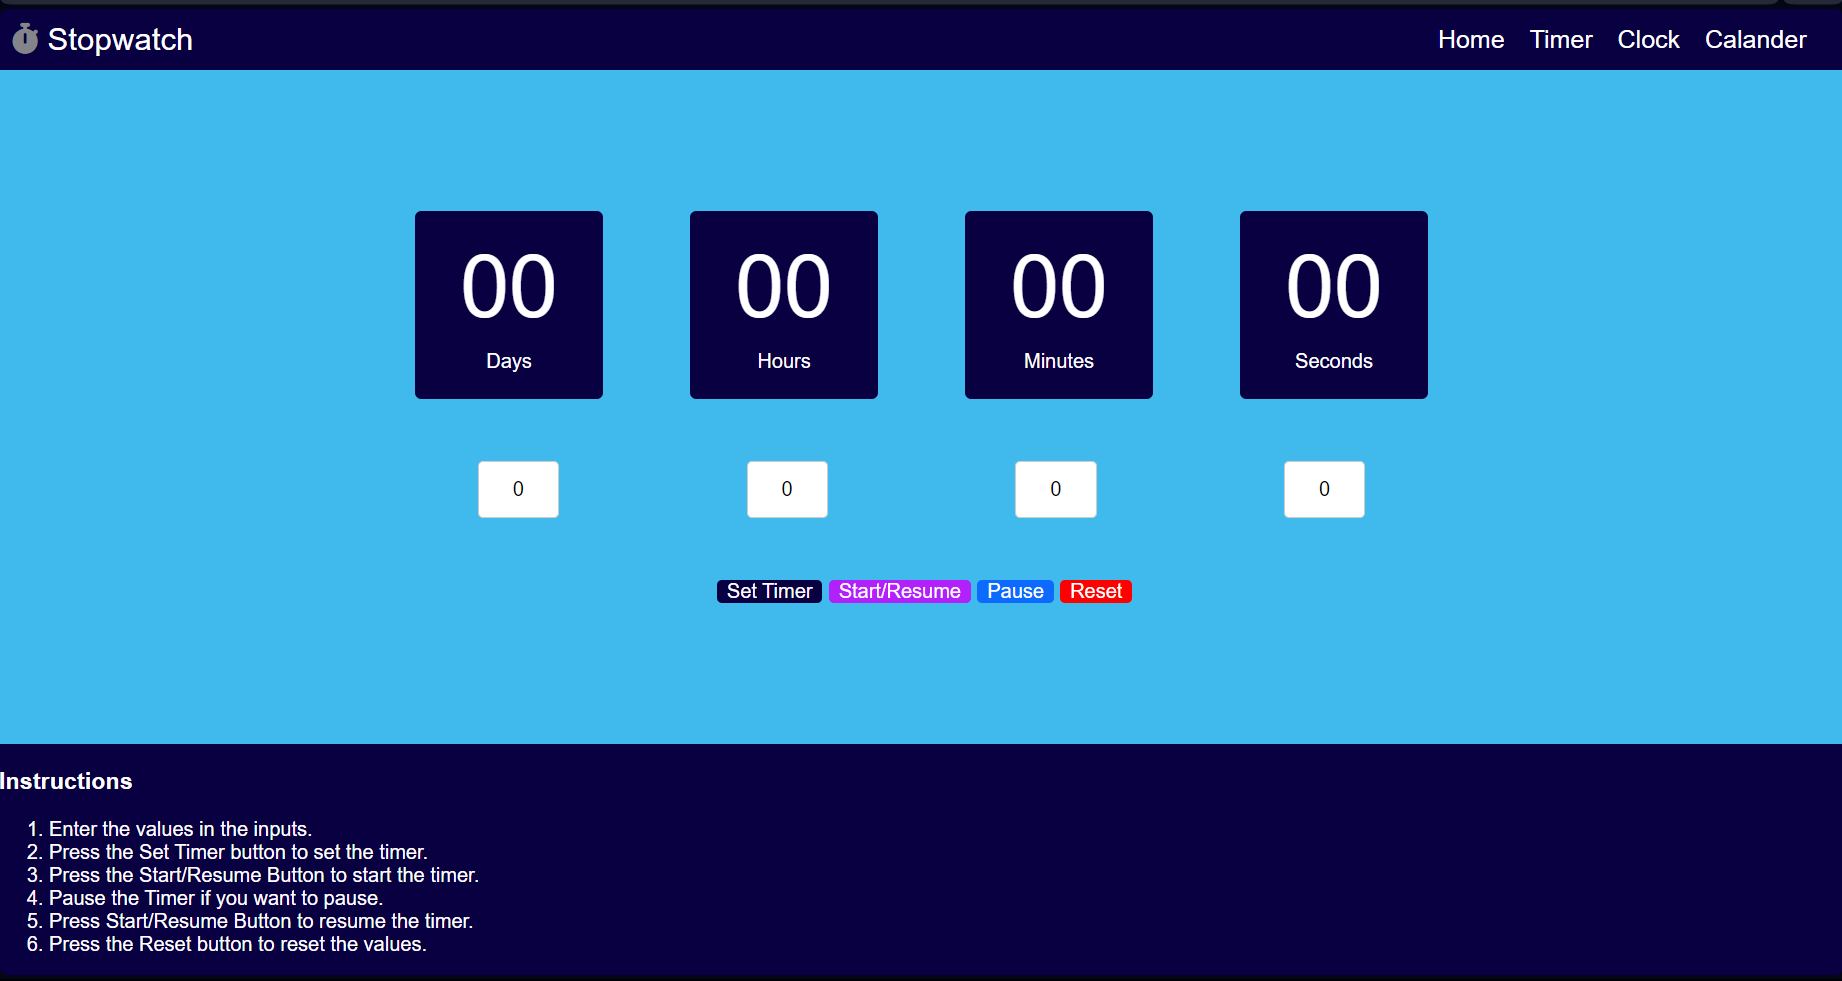 Stopwatch
Home Timer Clock Calander
00 00 00 00
Days Hours Minutes Seconds
0 0 0 0
Set Timer Start/Resume Pause Reset
Instructions
1. Enter the values in the inputs.
2. Press the Set Timer button to set the timer.
3. Press the Start/Resume Button to start the timer.
4. Pause the Timer if you want to pause.
5. Press Start/Resume Button to resume the timer.
6. Press the Reset button to reset the values.